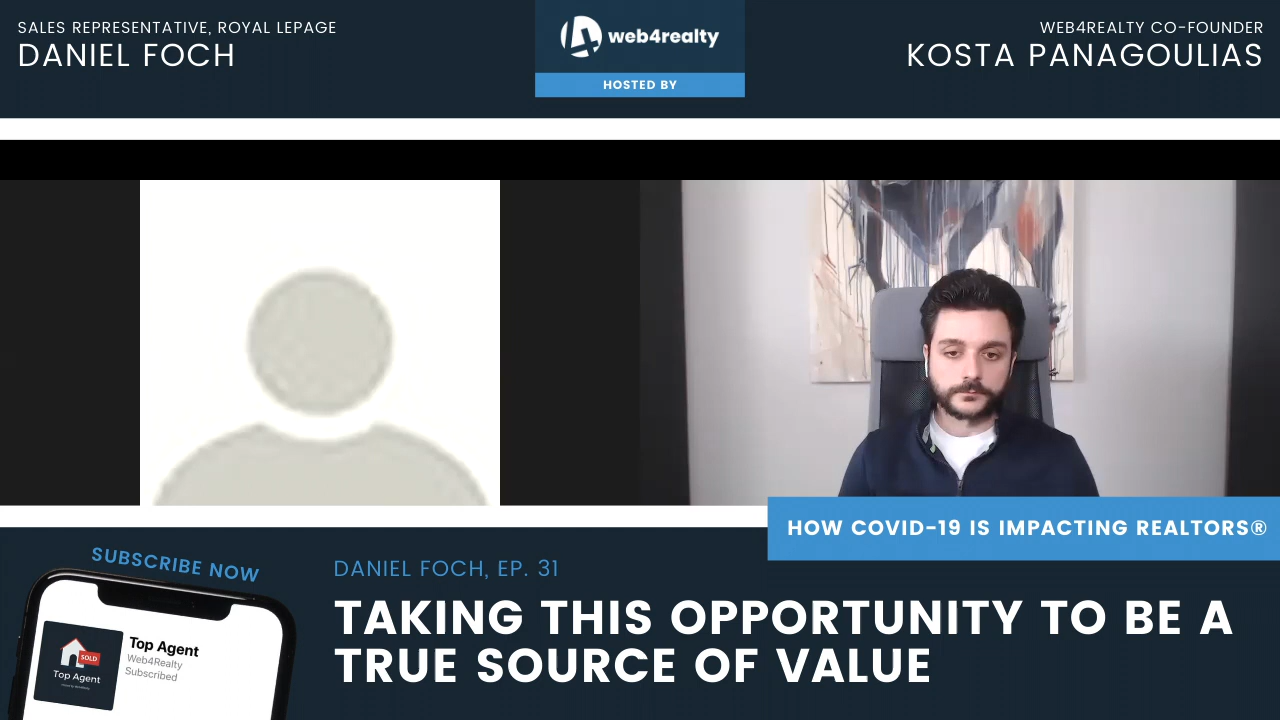 SALES REPRESENTATIVE, ROYAL LEPAGE
DANIEL FOCH
web4realty
HOSTED BY
WEB4REALTY CO-FOUNDER
KOSTA PANAGOULIAS
HOW COVID-19 IS IMPACTING REALTORS®
SUBSCRIBE NOW
DANIEL FOCH, EP. 31
TAKING THIS OPPORTUNITY TO BE A
TRUE SOURCE OF VALUE
Top Agent
Web4Realty
Subscribed
SOLD
Top Agent